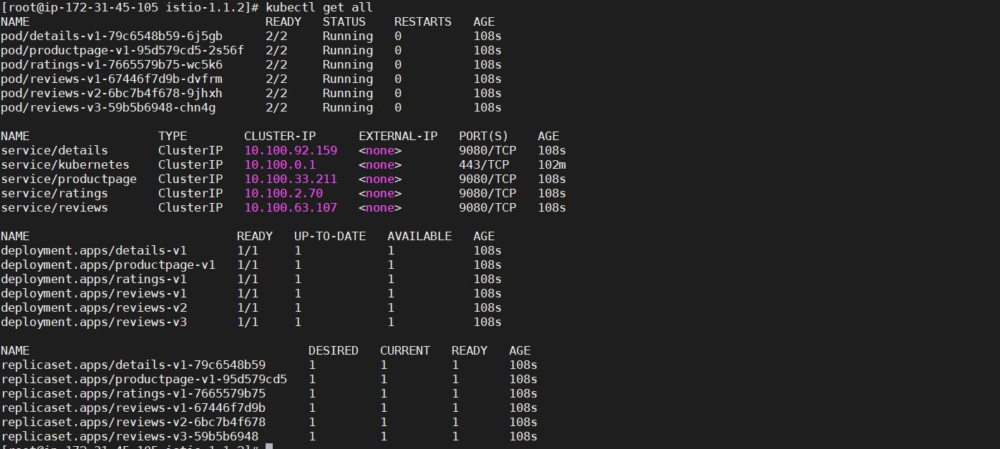 [root@ip-172-31-45-105 istio-1.1.2]# kubectl get all
NAME                                 READY   STATUS    RESTARTS   AGE
pod/details-v1-79c6548b59-6j5gb      2/2     Running   0          108s
pod/productpage-v1-95d579cd5-2s56f   2/2     Running   0          108s
pod/ratings-v1-7665579b75-wc5k6      2/2     Running   0          108s
pod/reviews-v1-67446f7d9b-dvfrm      2/2     Running   0          108s
pod/reviews-v2-6bc7b4f678-9jhxh      2/2     Running   0          108s
pod/reviews-v3-59b5b6948-chn4g       2/2     Running   0          108s

NAME                  TYPE        CLUSTER-IP      EXTERNAL-IP   PORT(S)    AGE
service/details       ClusterIP   10.100.92.159   <none>        9080/TCP   108s
service/kubernetes    ClusterIP   10.100.0.1      <none>        443/TCP    102m
service/productpage   ClusterIP   10.100.33.211   <none>        9080/TCP   108s
service/ratings       ClusterIP   10.100.2.70     <none>        9080/TCP   108s
service/reviews       ClusterIP   10.100.63.107   <none>        9080/TCP   108s

NAME                             READY   UP-TO-DATE   AVAILABLE   AGE
deployment.apps/details-v1       1/1     1            1           108s
deployment.apps/productpage-v1   1/1     1            1           108s
deployment.apps/ratings-v1       1/1     1            1           108s
deployment.apps/reviews-v1       1/1     1            1           108s
deployment.apps/reviews-v2       1/1     1            1           108s
deployment.apps/reviews-v3       1/1     1            1           108s

NAME                                       DESIRED   CURRENT   READY   AGE
replicaset.apps/details-v1-79c6548b59      1         1         1       108s
replicaset.apps/productpage-v1-95d579cd5   1         1         1       108s
replicaset.apps/ratings-v1-7665579b75      1         1         1       108s
replicaset.apps/reviews-v1-67446f7d9b      1         1         1       108s
replicaset.apps/reviews-v2-6bc7b4f678      1         1         1       108s
replicaset.apps/reviews-v3-59b5b6948       1         1         1       108s
[root@ip-172-31-45-105 istio-1.1.2]#